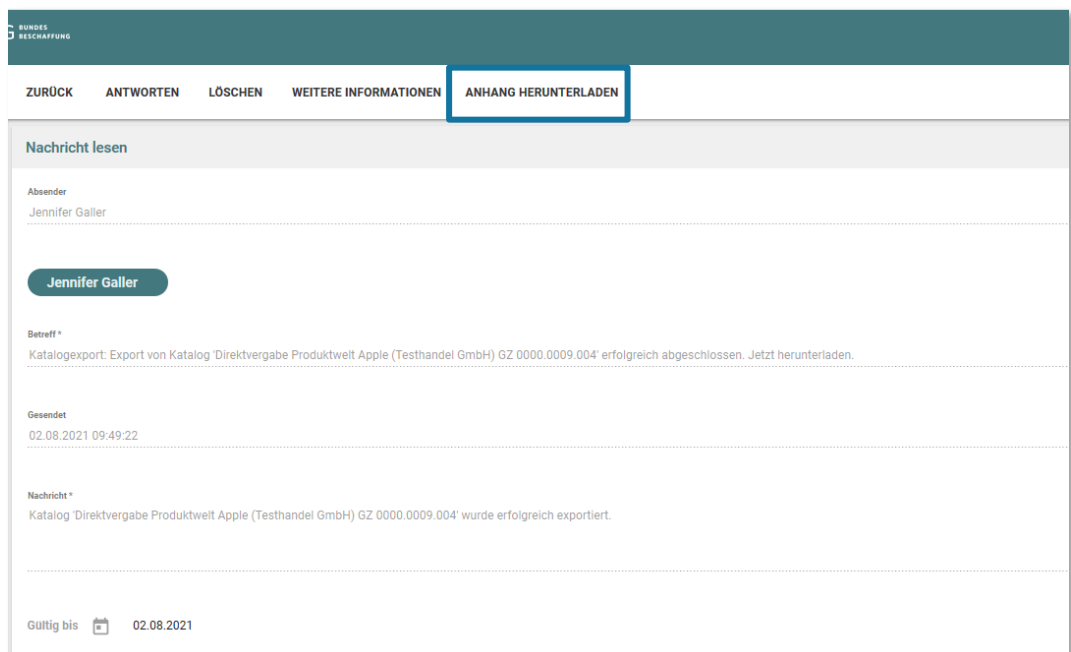 G BUNDES
BESCHAFFUNG
ZURÜCK ANTWORTEN LÖSCHEN WEITERE INFORMATIONEN ANHANG HERUNTERLADEN
Nachricht lesen
Absender
Jennifer Galler
Jennifer Galler
Betreff *
Katalogexport: Export von Katalog 'Direktvergabe Produktwelt Apple (Testhandel GmbH) GZ 0000.0009.004' erfolgreich abgeschlossen. Jetzt herunterladen.
Gesendet
02.08.2021 09:49:22
Nachricht *
Katalog 'Direktvergabe Produktwelt Apple (Testhandel GmbH) GZ 0000.0009.004' wurde erfolgreich exportiert.
Gültig bis 02.08.2021